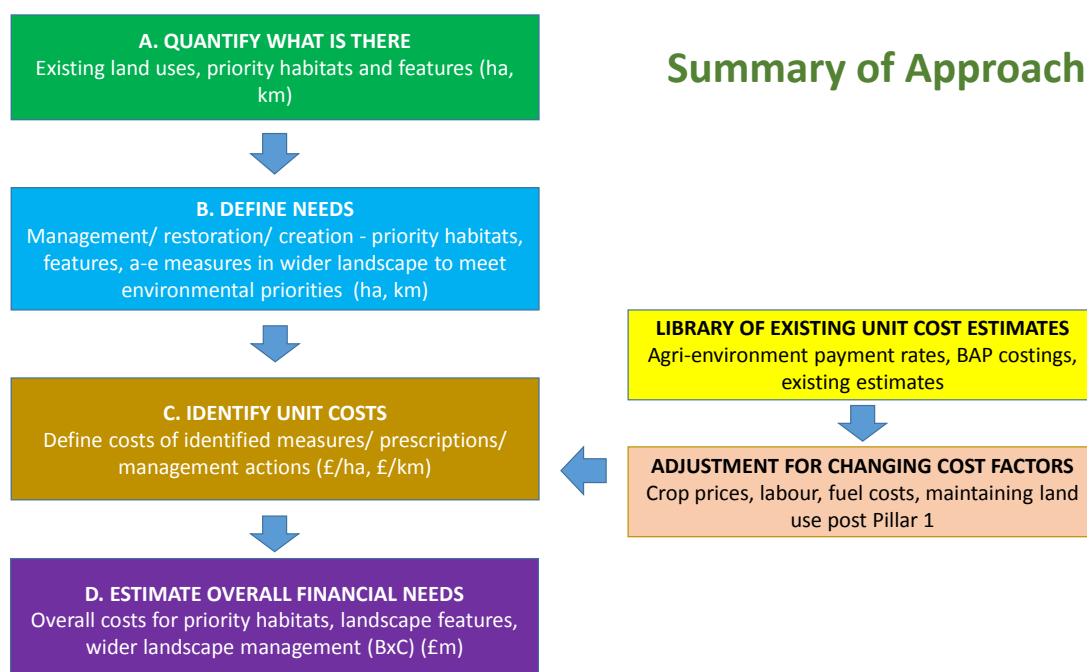 Summary of Approach
A. QUANTIFY WHAT IS THERE
Existing land uses, priority habitats and features (ha,
km)
B. DEFINE NEEDS
Management/ restoration/ creation - priority habitats,
features, a-e measures in wider landscape to meet
environmental priorities (ha, km)
C. IDENTIFY UNIT COSTS
Define costs of identified measures/ prescriptions/
management actions (£/ha, £/km)
D. ESTIMATE OVERALL FINANCIAL NEEDS
Overall costs for priority habitats, landscape features,
wider landscape management (BxC) (£m)
LIBRARY OF EXISTING UNIT COST ESTIMATES
Agri-environment payment rates, BAP costings,
existing estimates
ADJUSTMENT FOR CHANGING COST FACTORS
Crop prices, labour, fuel costs, maintaining land
use post Pillar 1